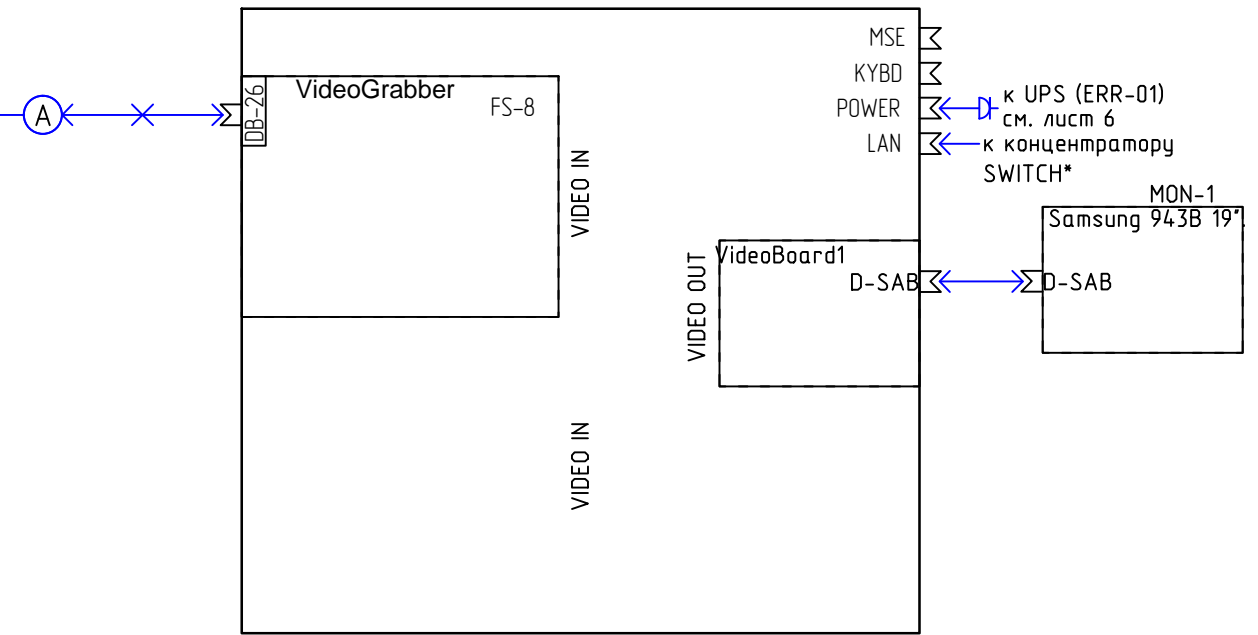 MSE
KYBD
POWER
LAN
к UPS (ERR-01)
см. лист 6
к концентратору
SWITCH*
A
DB-26
VideoGrabber
FS-8
VIDEO IN
VIDEO OUT
VideoBoard1
D-SAB
MON-1
Samsung 943B 19".
D-SAB
VIDEO IN